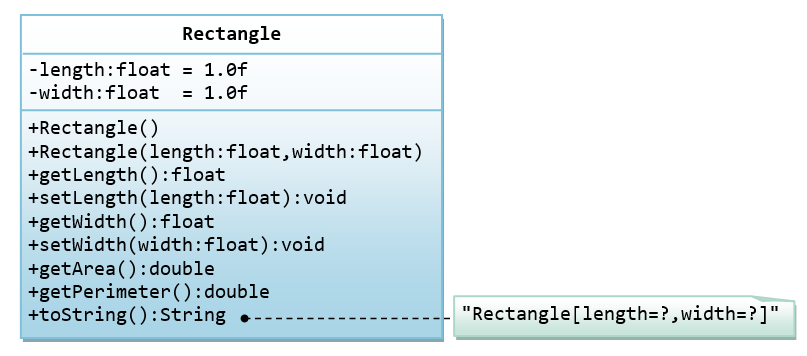 Rectangle
-length:float = 1.0f
-width:float  = 1.0f
+Rectangle()
+Rectangle(length:float,width:float)
+getLength():float
+setLength(length:float):void
+getWidth():float
+setWidth(width:float):void
+getArea():double
+getPerimeter():double
+toString():String
"Rectangle[length=?,width=?]"